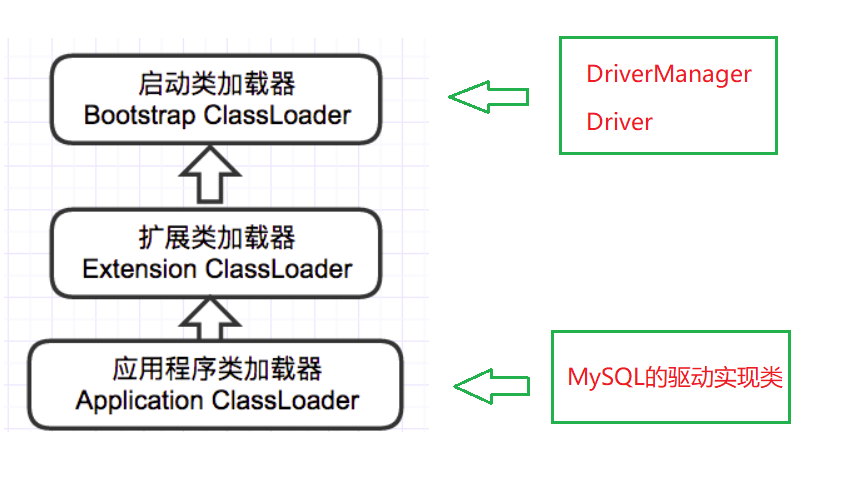 启动类加载器
Bootstrap ClassLoader
DriverManager
Driver
扩展类加载器
Extension ClassLoader
应用程序类加载器
Application ClassLoader
MySQL的驱动实现类